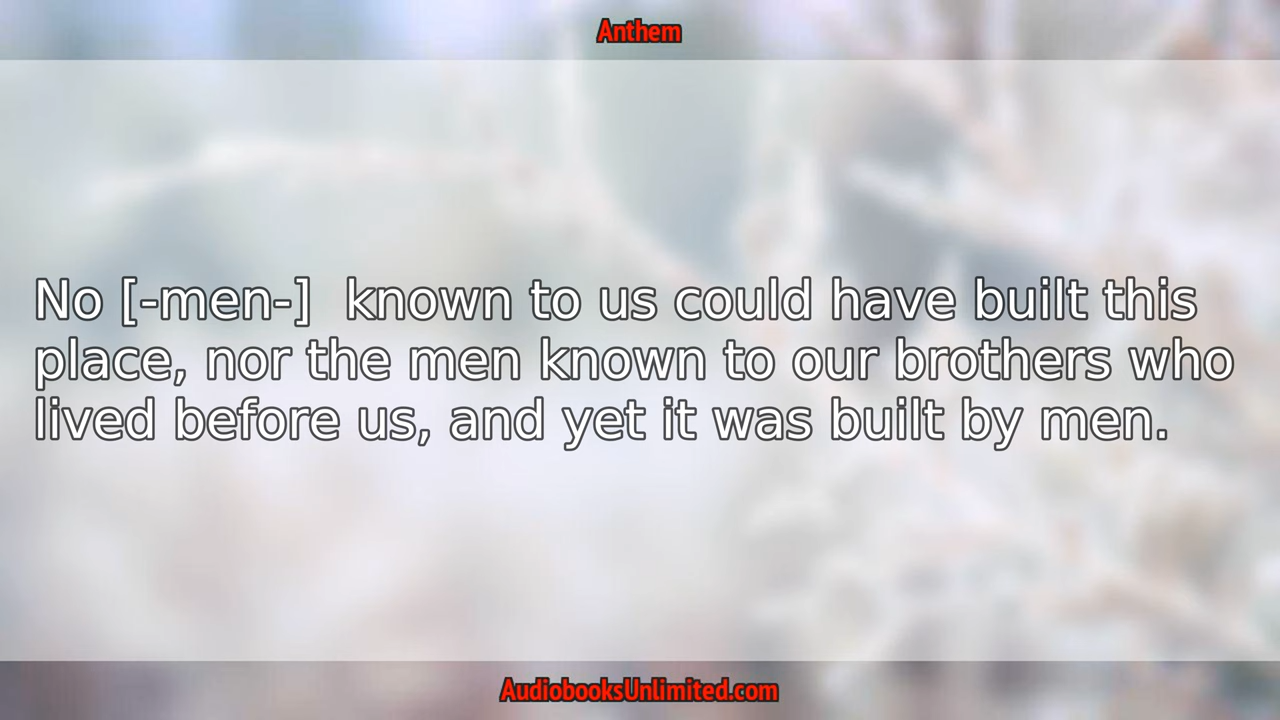 Anthem
No [-men-]  known to us could have built this
place, nor the men known to our brothers who
lived before us, and yet it was built by men.
AudiobooksUnlimited.com